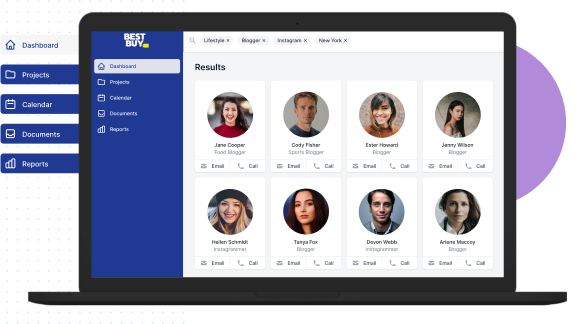 Dashboard
Projects
Calendar
Documents
Reports
BEST
BUY
Dashboard
Projects
Calendar
Documents
Reports
Lifestyle × Blogger × Instagram × New York ×
Results
Jane Cooper
Food Blogger
Email Call
Cody Fisher
Sports Blogger
Email Call
Ester Howard
Blogger
Email Call
Jenny Wilson
Blogger
Email Call
Hellen Schmidt
Instagrammer
Email Call
Tanya Fox
Blogger
Email Call
Devon Webb
Instagrammer
Email Call
Ariene Maccoy
Blogger
Email Call